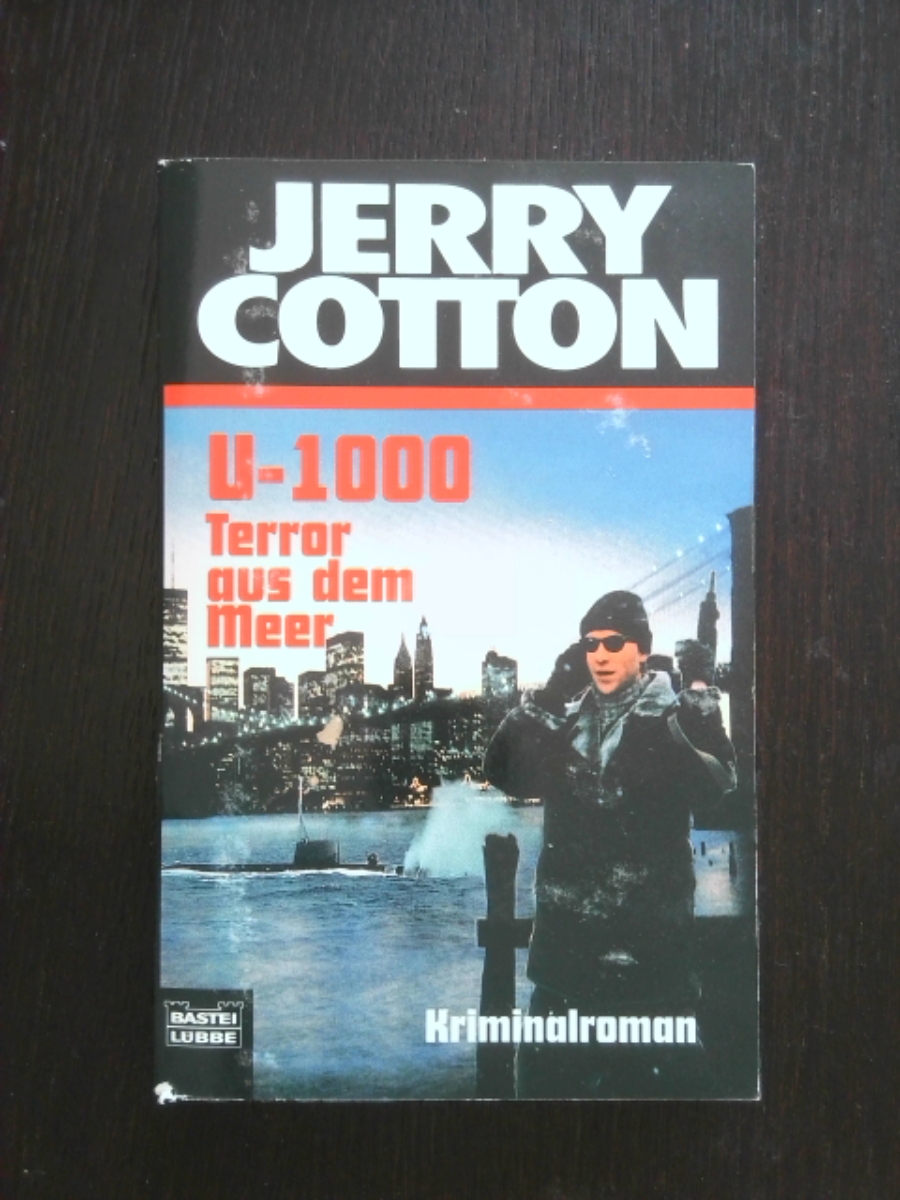 JERRY
COTTON
U-1000
Terror
aus dem
Meer
BASTEI
LÜBBE
Kriminalroman